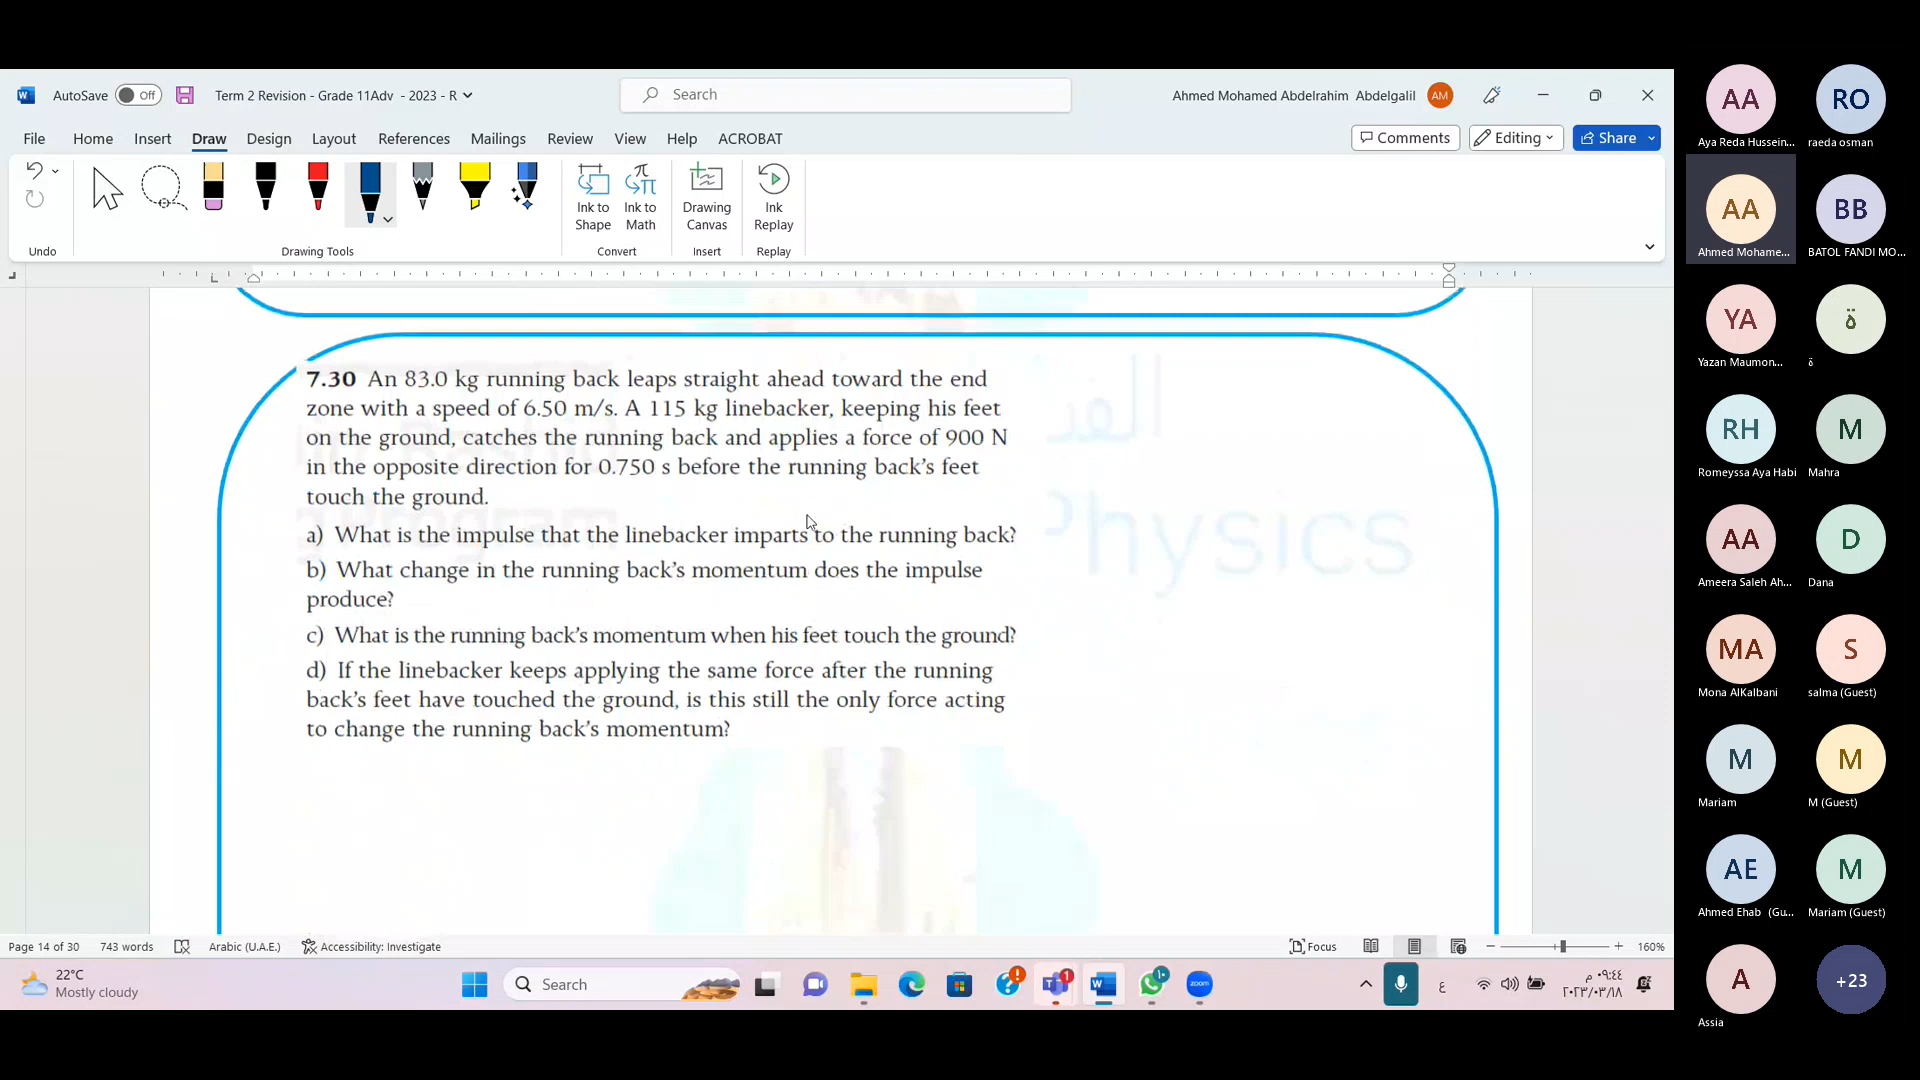 AutoSave Off Term 2 Revision - Grade 11Adv - 2023 - R Search Ahmed Mohamed Abdelrahim Abdelgalil AM
File Home Insert Draw Design Layout References Mailings Review View Help ACROBAT Comments Editing Share
Ink to Shape
Ink to Math
Drawing Canvas
Ink Replay
Undo Drawing Tools Convert Insert Replay
Physics
7.30 An 83.0 kg running back leaps straight ahead toward the end
zone with a speed of 6.50 m/s. A 115 kg linebacker, keeping his feet
on the ground, catches the running back and applies a force of 900 N
in the opposite direction for 0.750 s before the running back's feet
touch the ground.
a) What is the impulse that the linebacker imparts to the running back?
b) What change in the running back's momentum does the impulse
produce?
c) What is the running back's momentum when his feet touch the ground?
d) If the linebacker keeps applying the same force after the running
back's feet have touched the ground, is this still the only force acting
to change the running back's momentum?
Page 14 of 30 743 words Arabic (U.A.E.) Accessibility: Investigate Focus 160%
22°C
Mostly cloudy
Search
zoom
ع
٠٩:٤٤ م
٢٠٢٣/٠٣/١٨
AA RO
Aya Reda Hussein... raeda osman
AA BB
Ahmed Mohame... BATOL FANDI MO...
YA ة
Yazan Maumon... ة
RH M
Romeyssa Aya Habi Mahra
AA D
Ameera Saleh Ah... Dana
MA S
Mona AlKalbani salma (Guest)
M M
Mariam M (Guest)
AE M
Ahmed Ehab (Gu... Mariam (Guest)
A +23
Assia